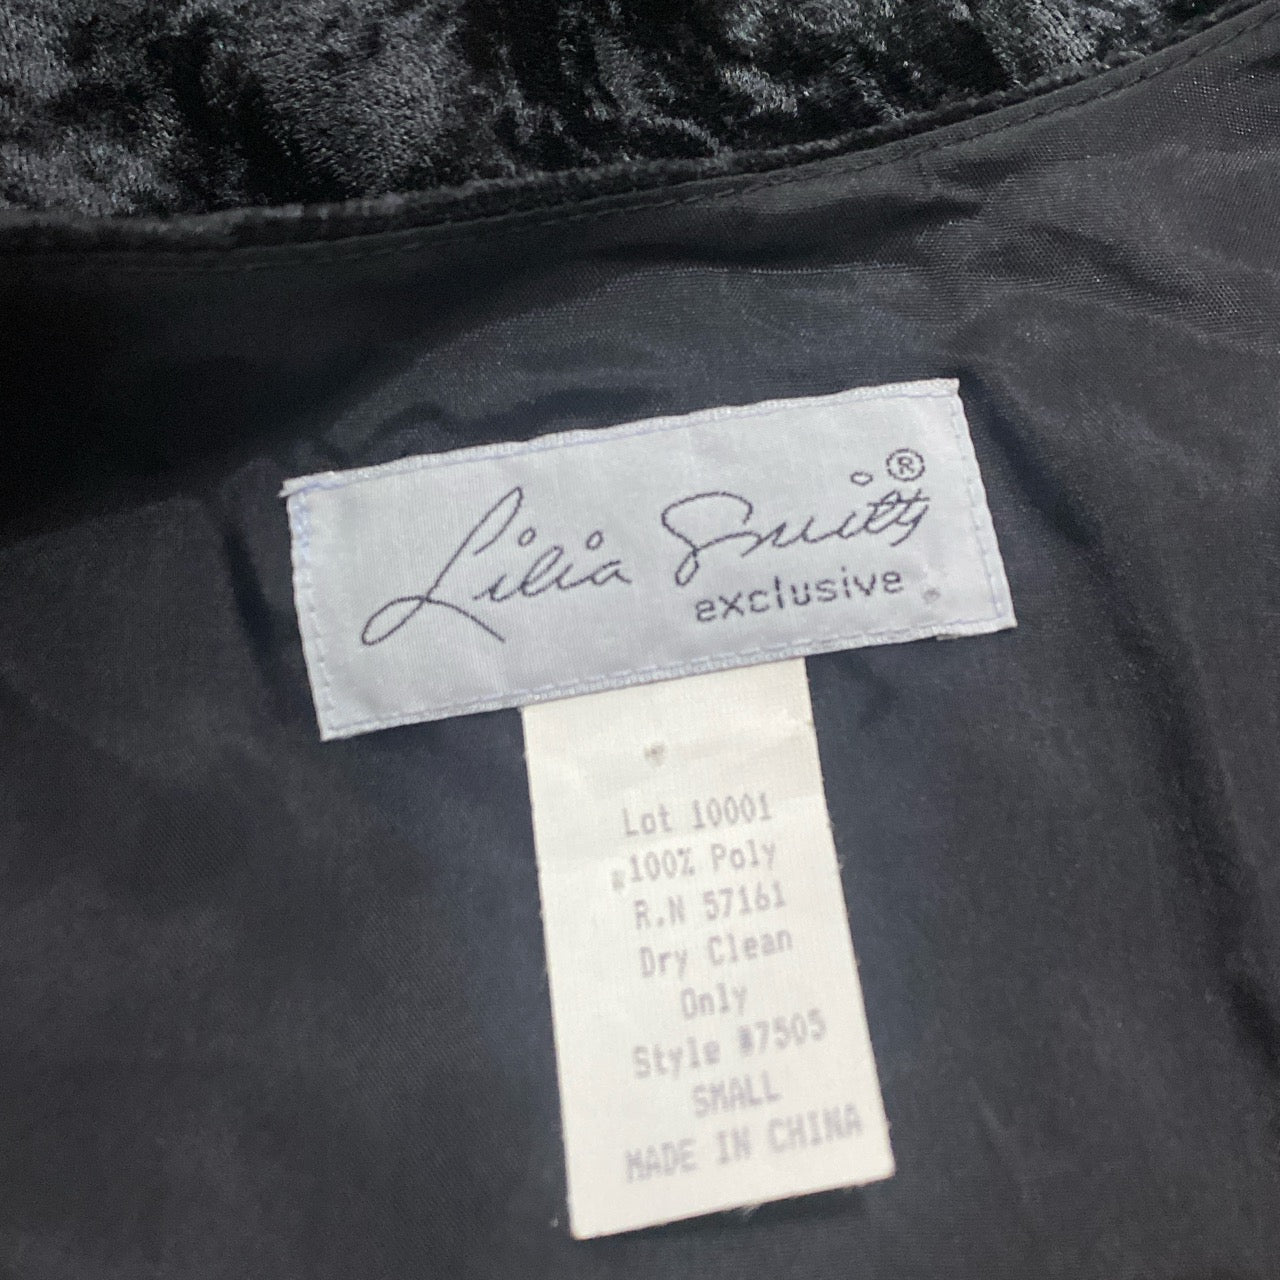 Lilia Smith ®
exclusive
Lot 10001
100% Poly
R.N 57161
Dry Clean
Only
Style #7505
SMALL
MADE IN CHINA